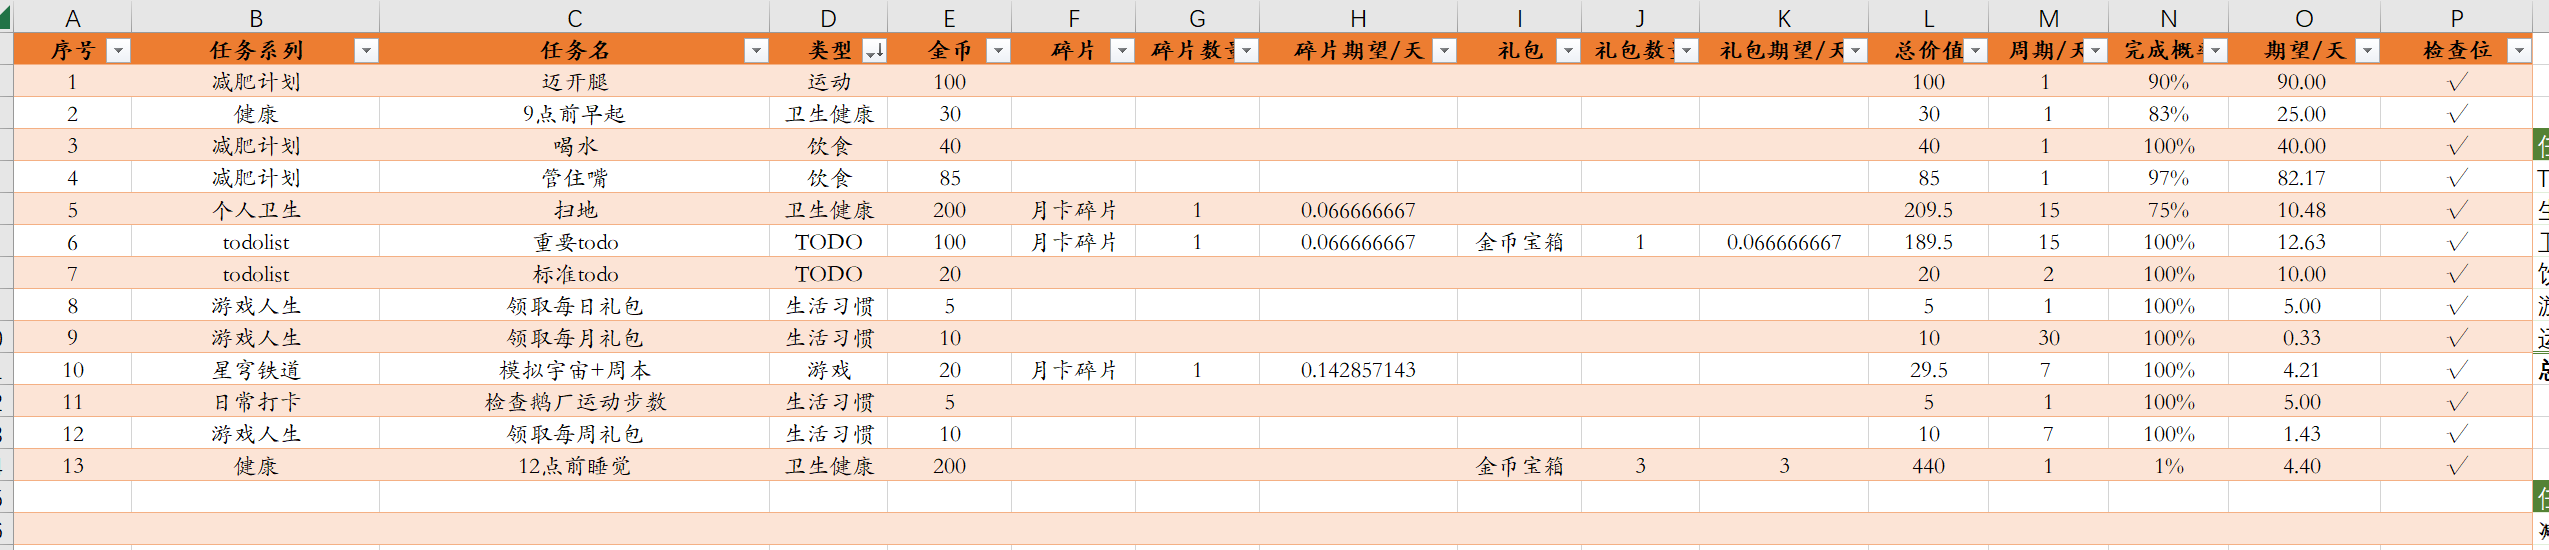 A B C D E F G H I J K L M N O P
序号 任务系列 任务名 类型 金币 碎片 碎片数 碎片期望/天 礼包 礼包数 礼包期望/天 总价值 周期/天 完成概 期望/天 检查位
1 减肥计划 迈开腿 运动 100 100 1 90% 90.00 √
2 健康 9点前早起 卫生健康 30 30 1 83% 25.00 √
3 减肥计划 喝水 饮食 40 40 1 100% 40.00 √
4 减肥计划 管住嘴 饮食 85 85 1 97% 82.17 √
5 个人卫生 扫地 卫生健康 200 月卡碎片 1 0.066666667 209.5 15 75% 10.48 √
6 todolist 重要todo TODO 100 月卡碎片 1 0.066666667 金币宝箱 1 0.066666667 189.5 15 100% 12.63 √
7 todolist 标准todo TODO 20 20 2 100% 10.00 √
8 游戏人生 领取每日礼包 生活习惯 5 5 1 100% 5.00 √
9 游戏人生 领取每月礼包 生活习惯 10 10 30 100% 0.33 √
10 星穹铁道 模拟宇宙+周本 游戏 20 月卡碎片 1 0.142857143 29.5 7 100% 4.21 √
11 日常打卡 检查鹅厂运动步数 生活习惯 5 5 1 100% 5.00 √
12 游戏人生 领取每周礼包 生活习惯 10 10 7 100% 1.43 √
13 健康 12点前睡觉 卫生健康 200 金币宝箱 3 3 440 1 1% 4.40 √